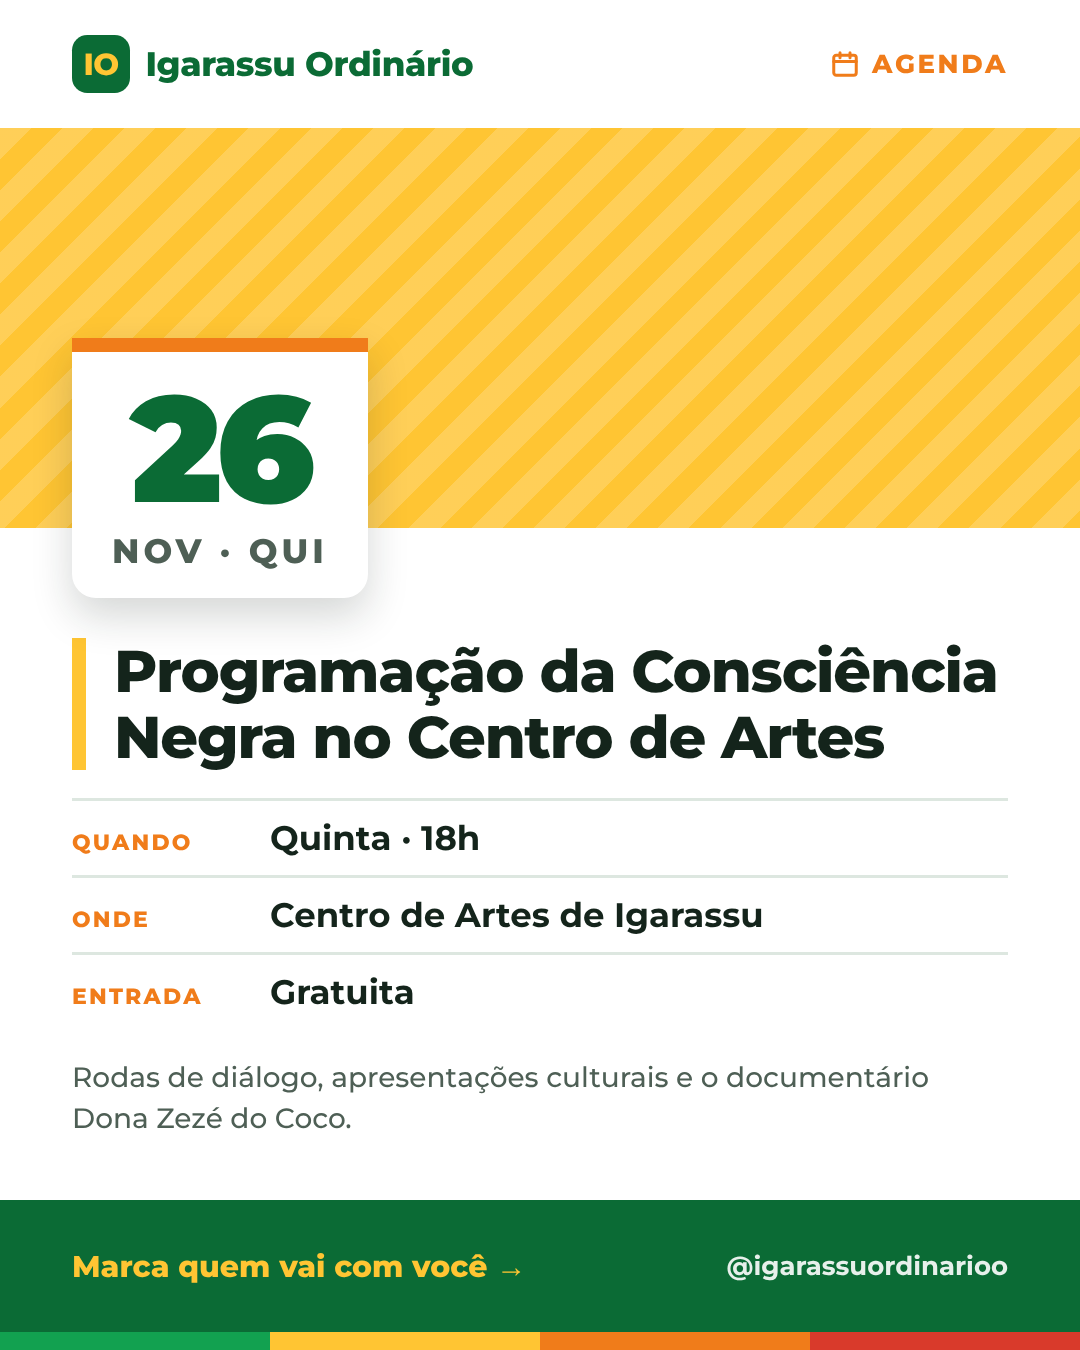 IO Igarassu Ordinário
AGENDA
26
NOV · QUI
Programação da Consciência
Negra no Centro de Artes
QUANDO Quinta · 18h
ONDE Centro de Artes de Igarassu
ENTRADA Gratuita
Rodas de diálogo, apresentações culturais e o documentário
Dona Zezé do Coco.
Marca quem vai com você →
@igarassuordinarioo